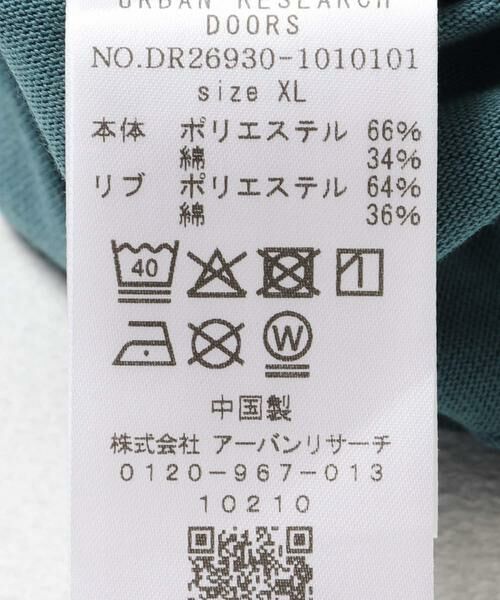 URBAN RESEARCH
DOORS
NO.DR26930-1010101
size XL
本体 ポリエステル 66%
綿 34%
リブ ポリエステル 64%
綿 36%
40
W
中国製
株式会社 アーバンリサーチ
0120-967-013
10210